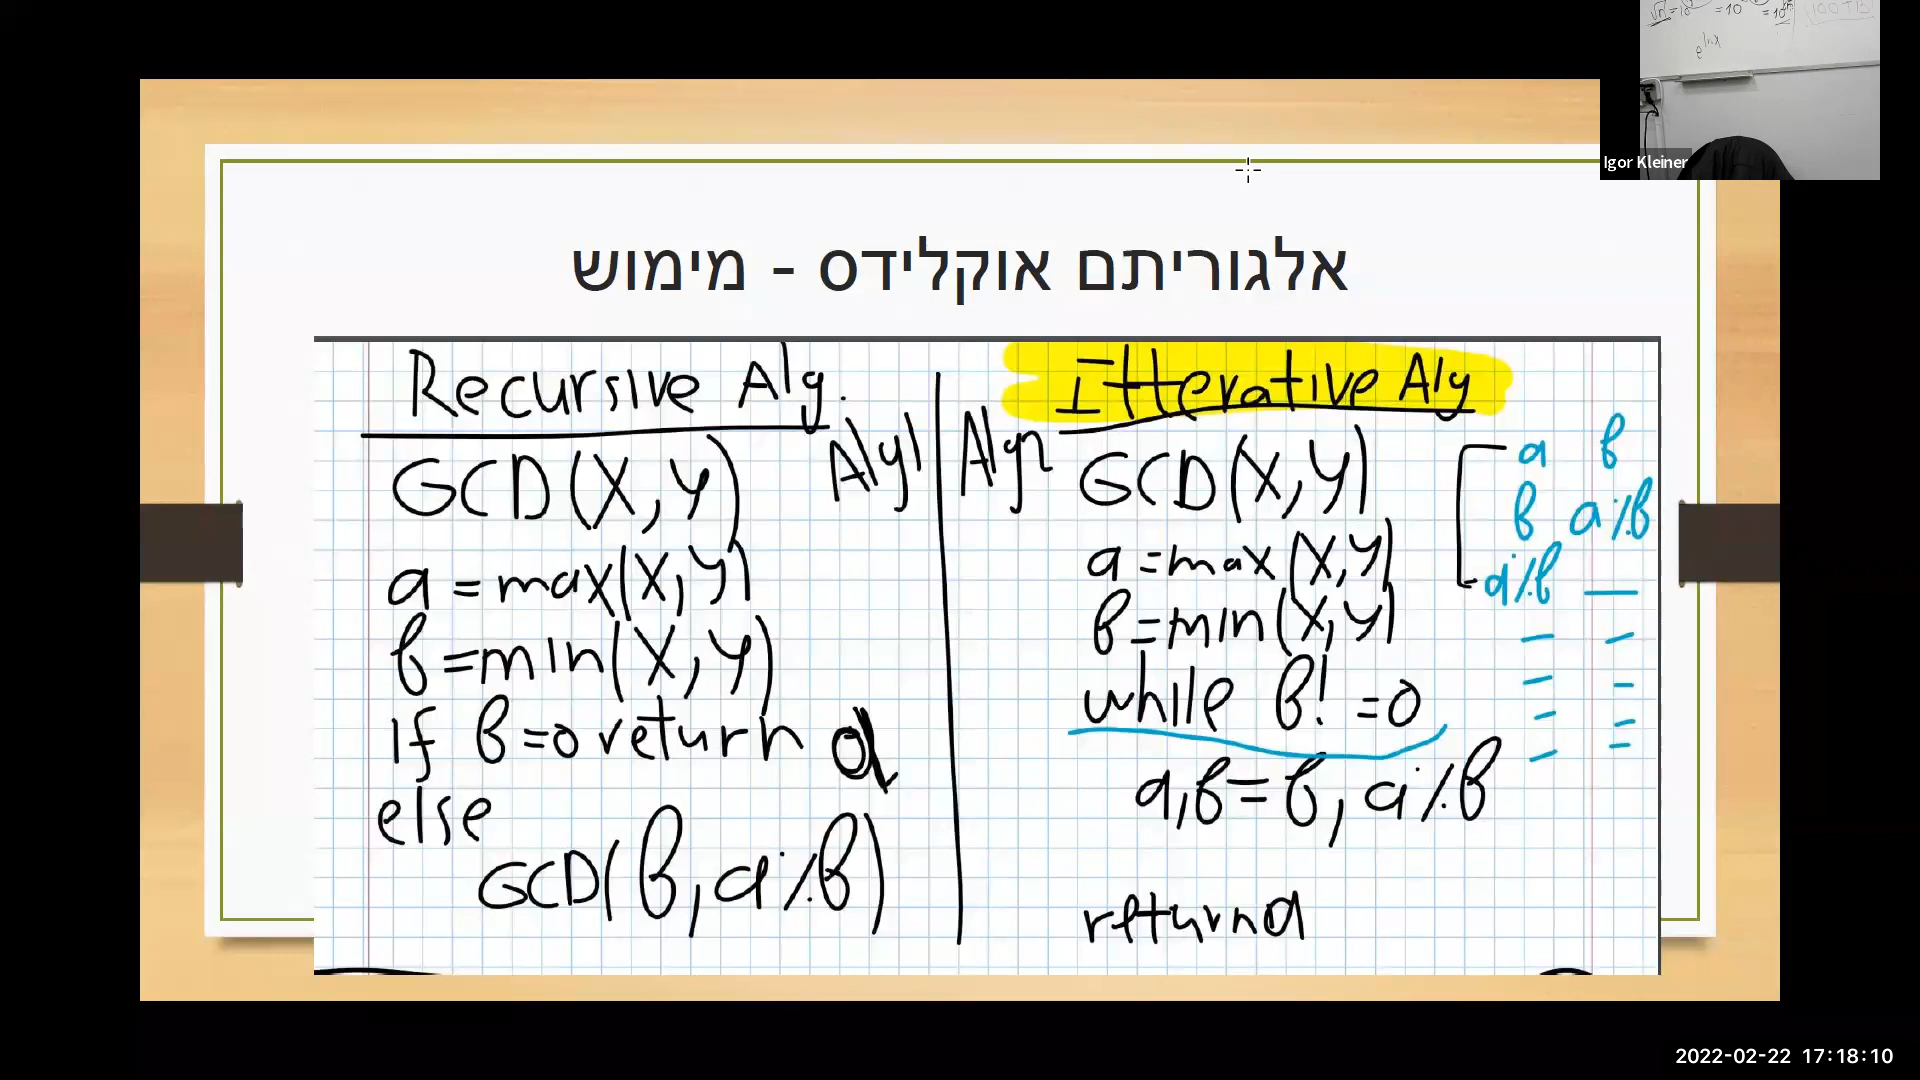 אלגוריתם אוקלידס - מימוש
Recursive Alg.
Alg1
GCD(X,Y)
a=max(X,Y)
b=min(X,Y)
If b=0 return a
else
GCD(b,a%b)
Itterative Alg
Alg2
GCD(X,Y)
a=max(X,Y)
b=min(X,Y)
while b!=0
a,b=b,a%b
return a
a b
b a%b
a%b —
e^lnx
Igor Kleiner
2022-02-22 17:18:10